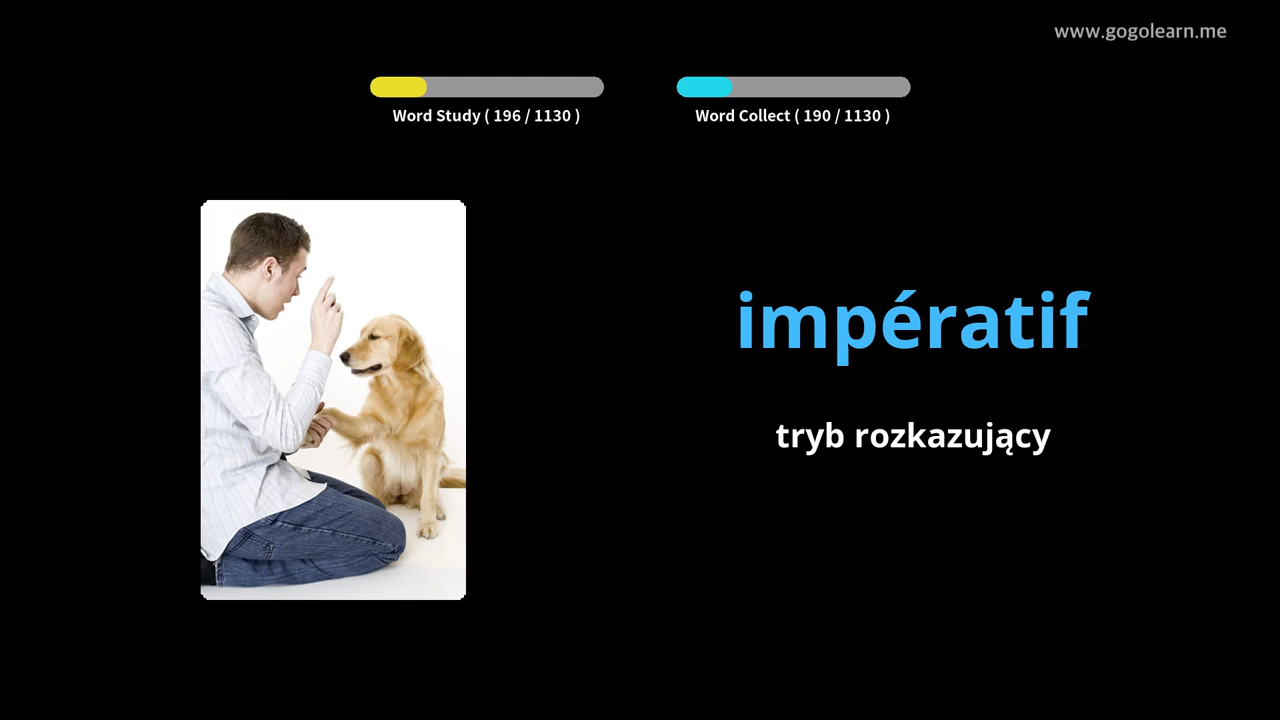 www.gogolearn.me
Word Study ( 196 / 1130 )
Word Collect ( 190 / 1130 )
impératif
tryb rozkazujący